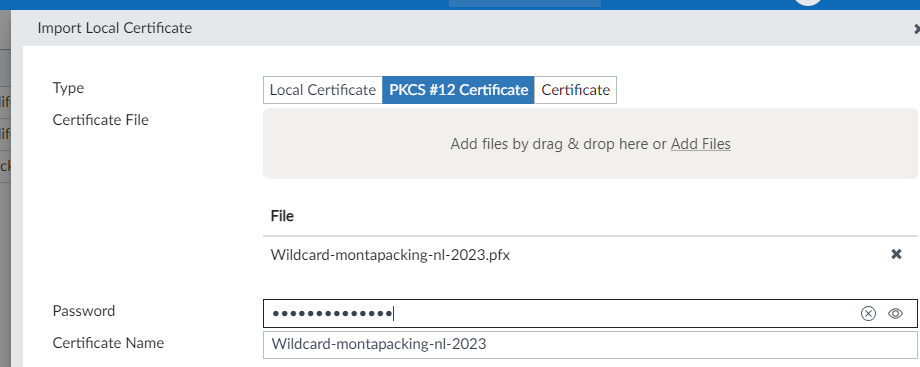 Import Local Certificate
Type
Local Certificate PKCS #12 Certificate Certificate
Certificate File
Add files by drag & drop here or Add Files
File
Wildcard-montapacking-nl-2023.pfx
Password ••••••••••••••
Certificate Name Wildcard-montapacking-nl-2023